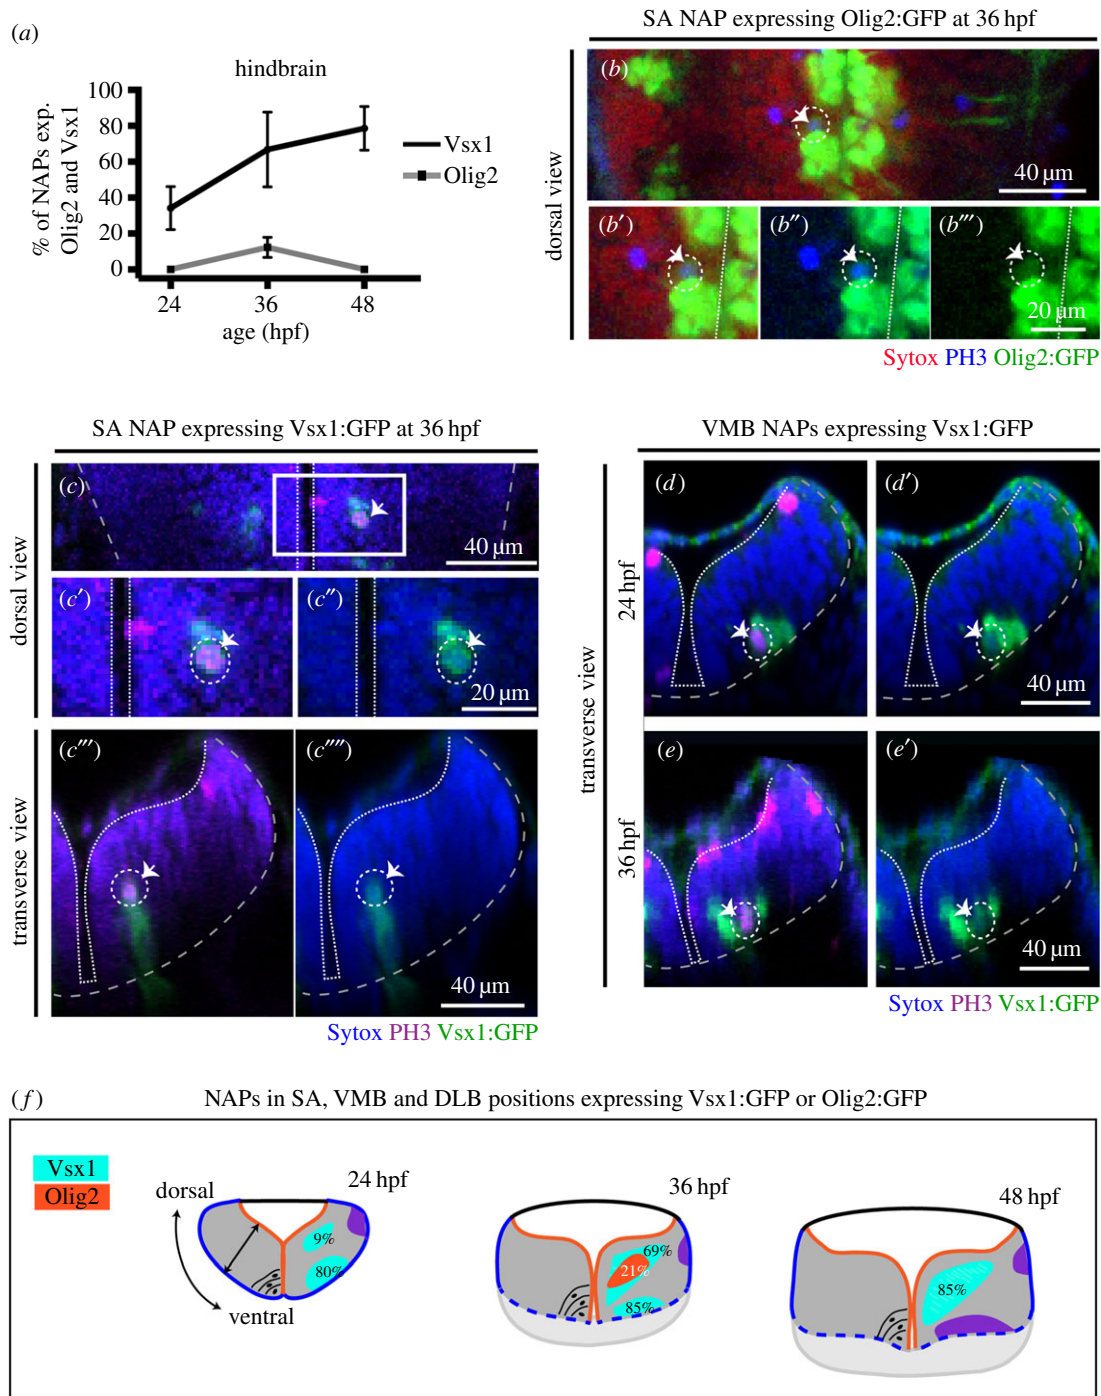 (a)
hindbrain
% of NAPs exp.
Olig2 and Vsx1
100
80
60
40
20
0
24
36
48
age (hpf)
Vsx1
Olig2
SA NAP expressing Olig2:GFP at 36 hpf
dorsal view
(b)
40 µm
(b′)
(b″)
(b‴)
20 µm
Sytox PH3 Olig2:GFP
SA NAP expressing Vsx1:GFP at 36 hpf
dorsal view
(c)
40 µm
(c′)
(c″)
20 µm
transverse view
(c‴)
(c⁗)
40 µm
Sytox PH3 Vsx1:GFP
VMB NAPs expressing Vsx1:GFP
transverse view
24 hpf
(d)
(d′)
40 µm
36 hpf
(e)
(e′)
40 µm
Sytox PH3 Vsx1:GFP
(f)
NAPs in SA, VMB and DLB positions expressing Vsx1:GFP or Olig2:GFP
Vsx1
Olig2
24 hpf
dorsal
ventral
9%
80%
36 hpf
69%
21%
85%
48 hpf
85%